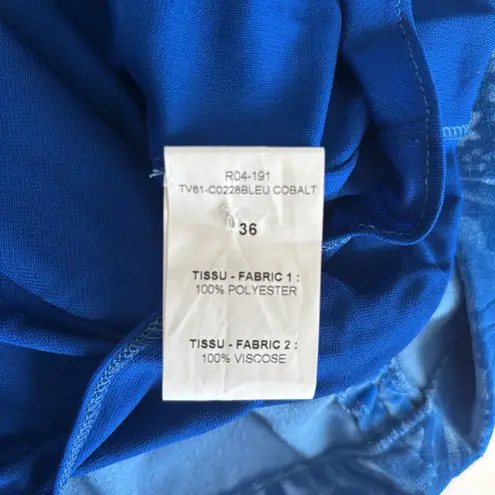 R04-191
TV61-C0228BLEU COBALT
36
TISSU - FABRIC 1 :
100% POLYESTER
TISSU - FABRIC 2 :
100% VISCOSE